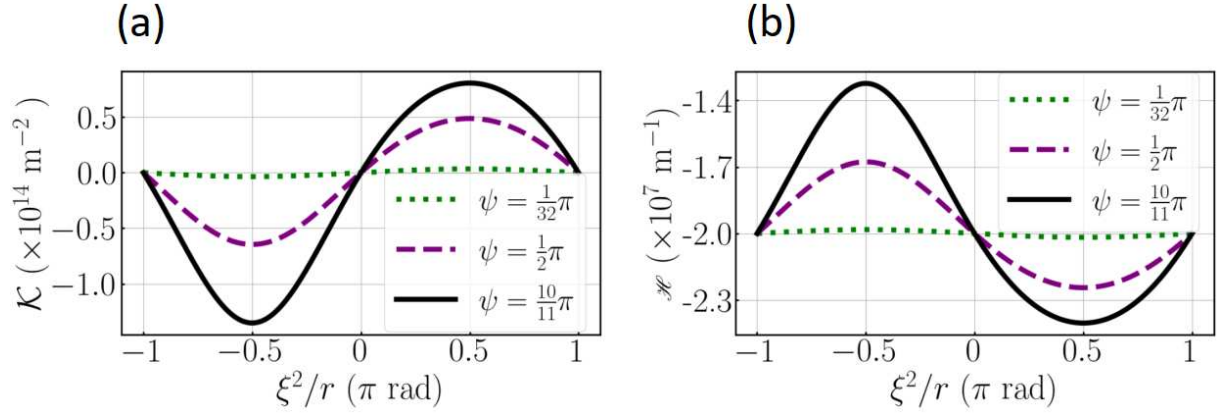 (a)
𝒦 (×10¹⁴ m⁻²)
0.5
0.0
−0.5
−1.0
ψ = 1/32 π
ψ = 1/2 π
ψ = 10/11 π
−1 −0.5 0 0.5 1
ξ²/r (π rad)
(b)
ℋ (×10⁷ m⁻¹)
-1.4
-1.7
-2.0
-2.3
ψ = 1/32 π
ψ = 1/2 π
ψ = 10/11 π
−1 −0.5 0 0.5 1
ξ²/r (π rad)